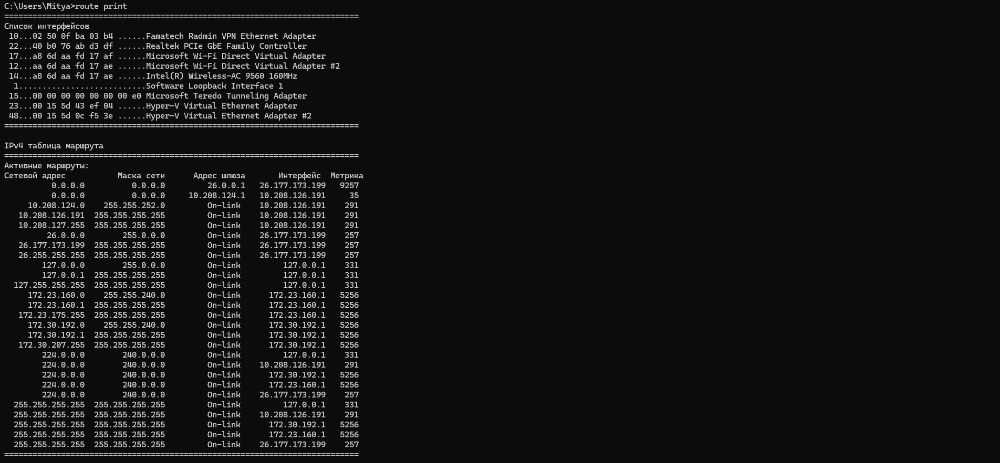 C:\Users\Mitya>route print
===========================================================================
Список интерфейсов
 10...02 50 0f ba 03 b4 ......Famatech Radmin VPN Ethernet Adapter
 22...40 b0 76 ab d3 df ......Realtek PCIe GbE Family Controller
 17...a8 6d aa fd 17 af ......Microsoft Wi-Fi Direct Virtual Adapter
 12...aa 6d aa fd 17 ae ......Microsoft Wi-Fi Direct Virtual Adapter #2
 14...a8 6d aa fd 17 ae ......Intel(R) Wireless-AC 9560 160MHz
  1...........................Software Loopback Interface 1
 15...00 00 00 00 00 00 00 e0 Microsoft Teredo Tunneling Adapter
 23...00 15 5d 43 ef 04 ......Hyper-V Virtual Ethernet Adapter
 48...00 15 5d 0c f5 3e ......Hyper-V Virtual Ethernet Adapter #2
===========================================================================
IPv4 таблица маршрута
===========================================================================
Активные маршруты:
Сетевой адрес           Маска сети      Адрес шлюза       Интерфейс  Метрика
          0.0.0.0          0.0.0.0         26.0.0.1   26.177.173.199   9257
          0.0.0.0          0.0.0.0     10.208.124.1   10.208.126.191     35
     10.208.124.0    255.255.252.0         On-link    10.208.126.191    291
   10.208.126.191  255.255.255.255         On-link    10.208.126.191    291
   10.208.127.255  255.255.255.255         On-link    10.208.126.191    291
         26.0.0.0        255.0.0.0         On-link    26.177.173.199    257
   26.177.173.199  255.255.255.255         On-link    26.177.173.199    257
   26.255.255.255  255.255.255.255         On-link    26.177.173.199    257
        127.0.0.0        255.0.0.0         On-link         127.0.0.1    331
        127.0.0.1  255.255.255.255         On-link         127.0.0.1    331
  127.255.255.255  255.255.255.255         On-link         127.0.0.1    331
     172.23.160.0    255.255.240.0         On-link      172.23.160.1   5256
     172.23.160.1  255.255.255.255         On-link      172.23.160.1   5256
   172.23.175.255  255.255.255.255         On-link      172.23.160.1   5256
     172.30.192.0    255.255.240.0         On-link      172.30.192.1   5256
     172.30.192.1  255.255.255.255         On-link      172.30.192.1   5256
   172.30.207.255  255.255.255.255         On-link      172.30.192.1   5256
        224.0.0.0        240.0.0.0         On-link         127.0.0.1    331
        224.0.0.0        240.0.0.0         On-link    10.208.126.191    291
        224.0.0.0        240.0.0.0         On-link      172.30.192.1   5256
        224.0.0.0        240.0.0.0         On-link      172.23.160.1   5256
        224.0.0.0        240.0.0.0         On-link    26.177.173.199    257
  255.255.255.255  255.255.255.255         On-link         127.0.0.1    331
  255.255.255.255  255.255.255.255         On-link    10.208.126.191    291
  255.255.255.255  255.255.255.255         On-link      172.30.192.1   5256
  255.255.255.255  255.255.255.255         On-link      172.23.160.1   5256
  255.255.255.255  255.255.255.255         On-link    26.177.173.199    257
===========================================================================